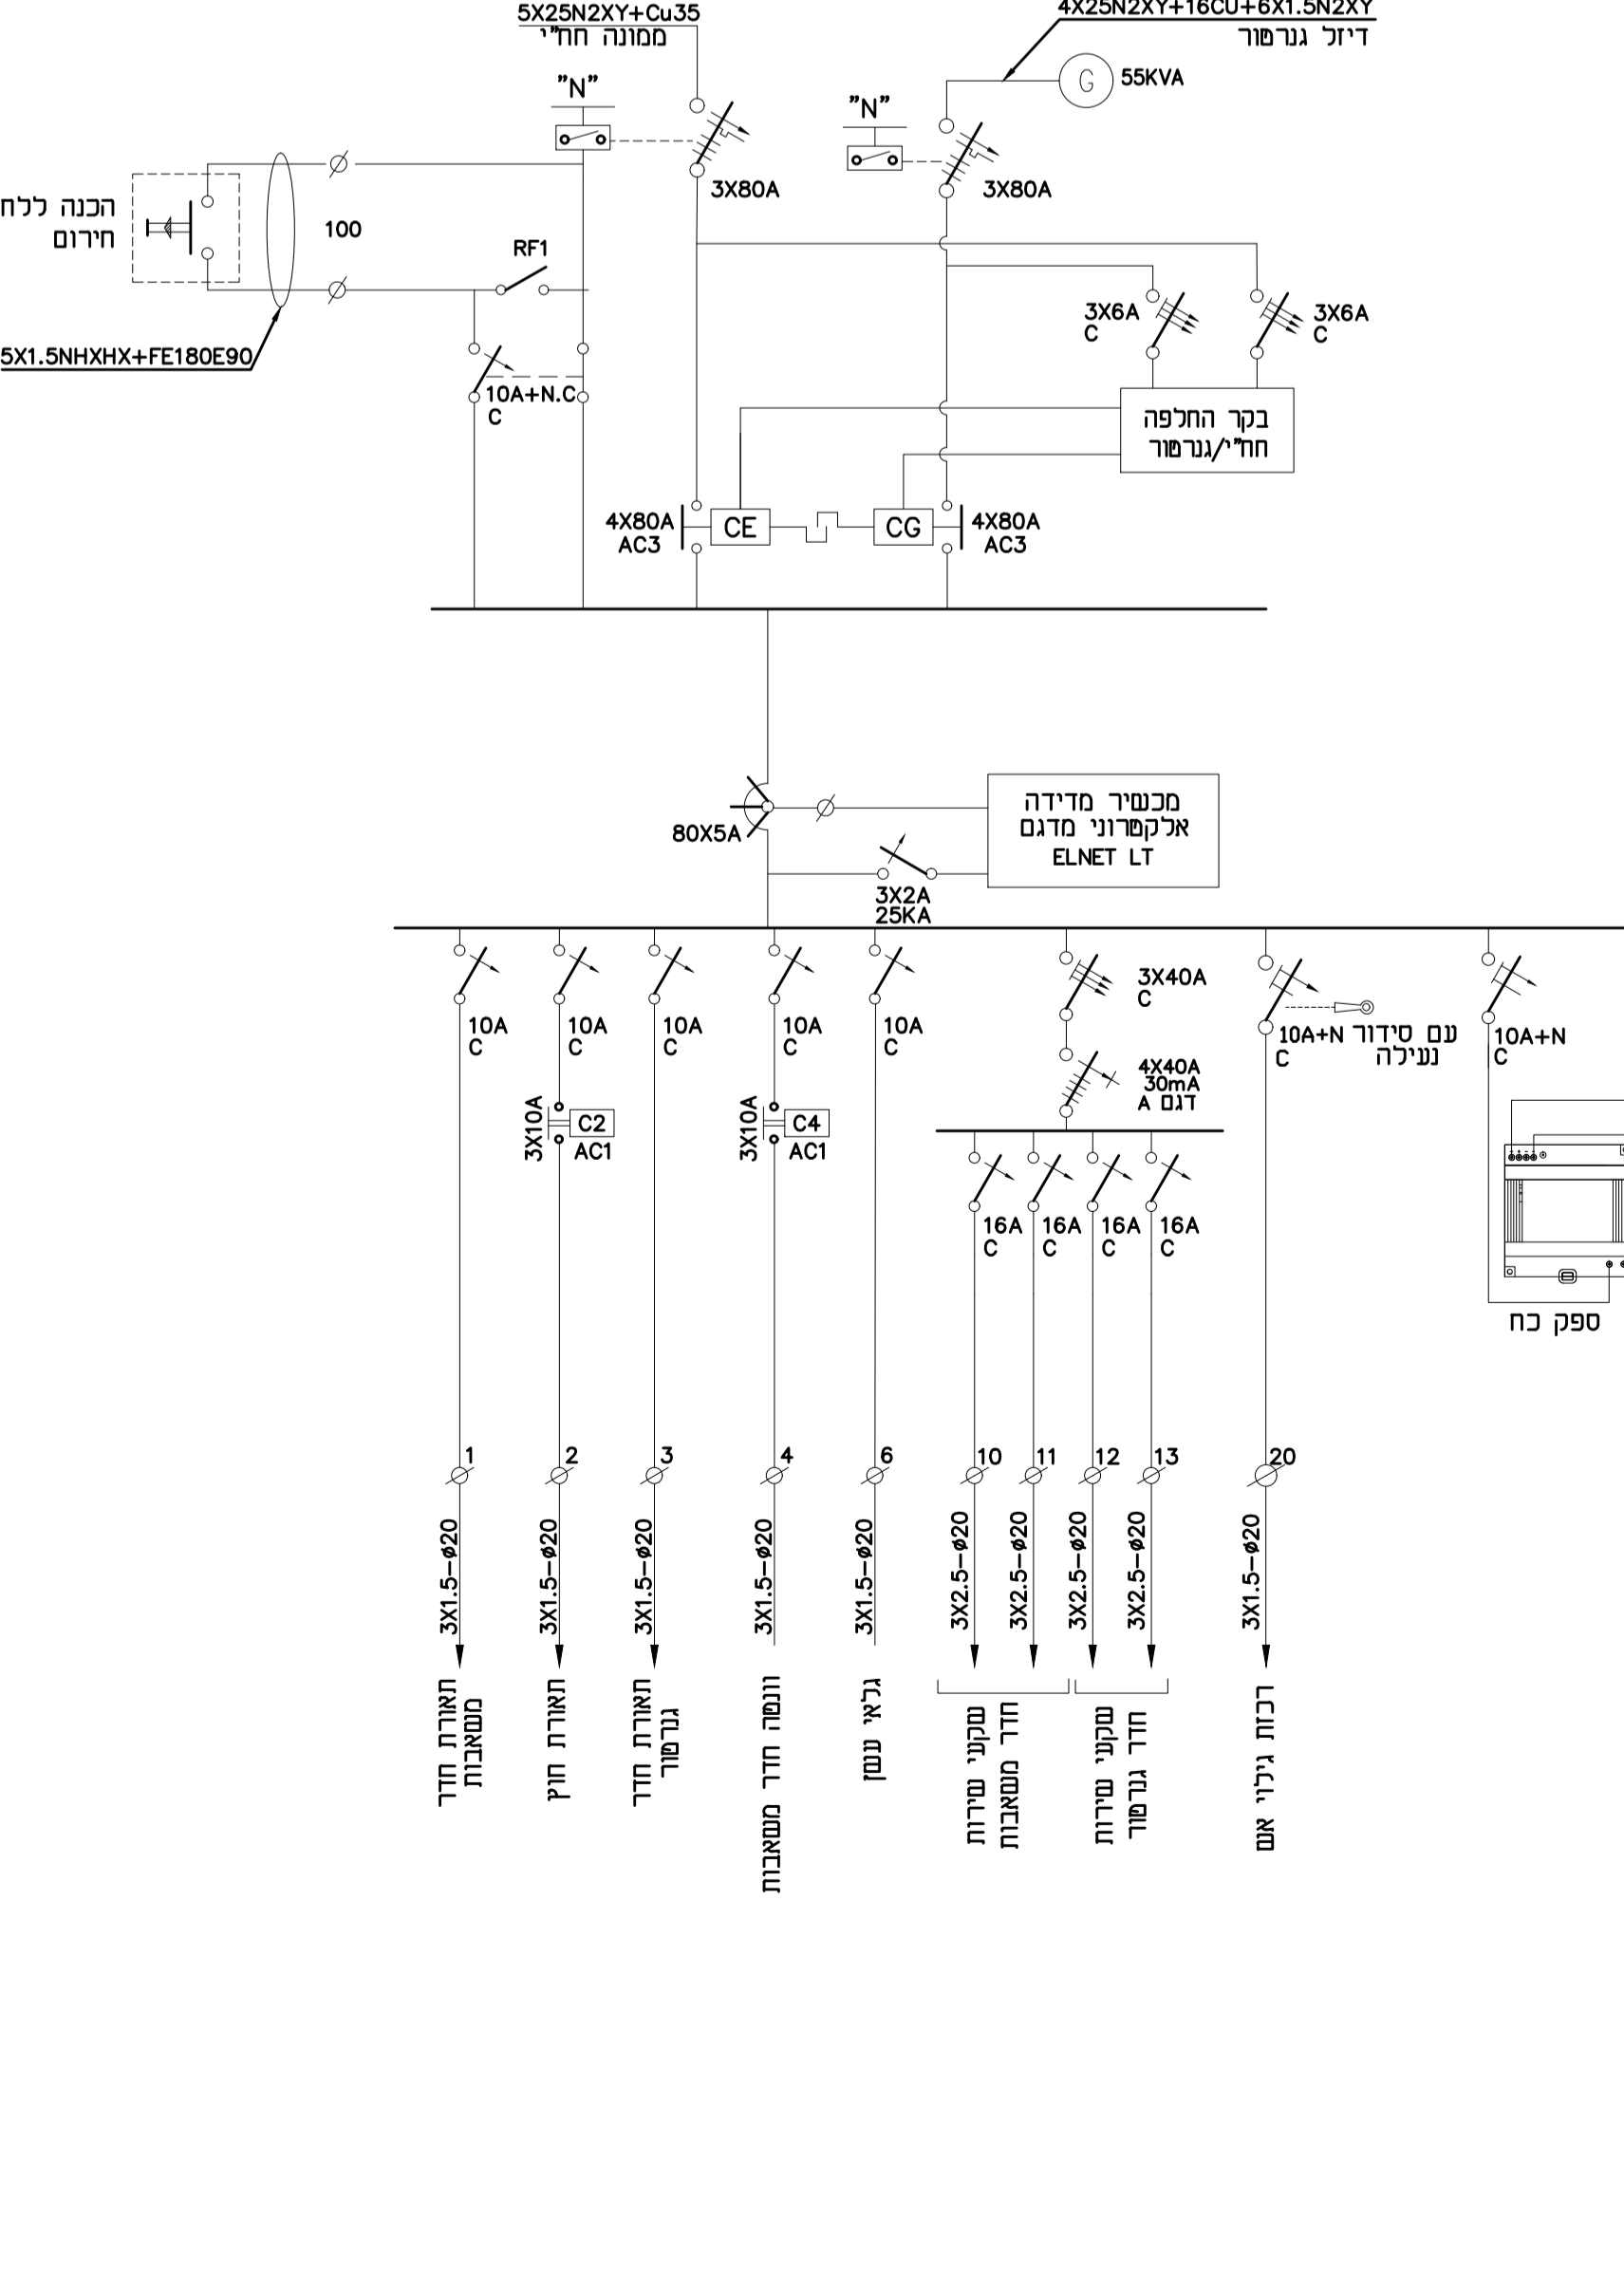 5X25N2XY+Cu35
ממונה חח"י
4X25N2XY+16CU+6X1.5N2XY
דיזל גנרטור
G
55KVA
"N"
"N"
3X80A
3X80A
הכנה ללח
חירום
100
RF1
5X1.5NHXHX+FE180E90
10A+N.C
C
3X6A
C
3X6A
C
בקר החלפה
חח"י/גנרטור
4X80A
AC3
CE
CG
4X80A
AC3
80X5A
מכשיר מדידה
אלקטרוני מדגם
ELNET LT
3X2A
25KA
10A
C
10A
C
10A
C
10A
C
10A
C
3X40A
C
4X40A
30mA
דגם A
10A+N
C
עם סידור
נעילה
10A+N
C
3X10A
C2
AC1
3X10A
C4
AC1
16A
C
16A
C
16A
C
16A
C
ספק כח
1
2
3
4
6
10
11
12
13
20
3X1.5-ø20
3X1.5-ø20
3X1.5-ø20
3X1.5-ø20
3X1.5-ø20
3X2.5-ø20
3X2.5-ø20
3X2.5-ø20
3X2.5-ø20
3X1.5-ø20
תאורת חדר
משאבות
תאורת חוץ
תאורת חדר
גנרטור
וונטה חדר משאבות
גלאי עשן
שקעי שירות
חדר משאבות
שקעי שירות
חדר גנרטור
רכזת גילוי אש